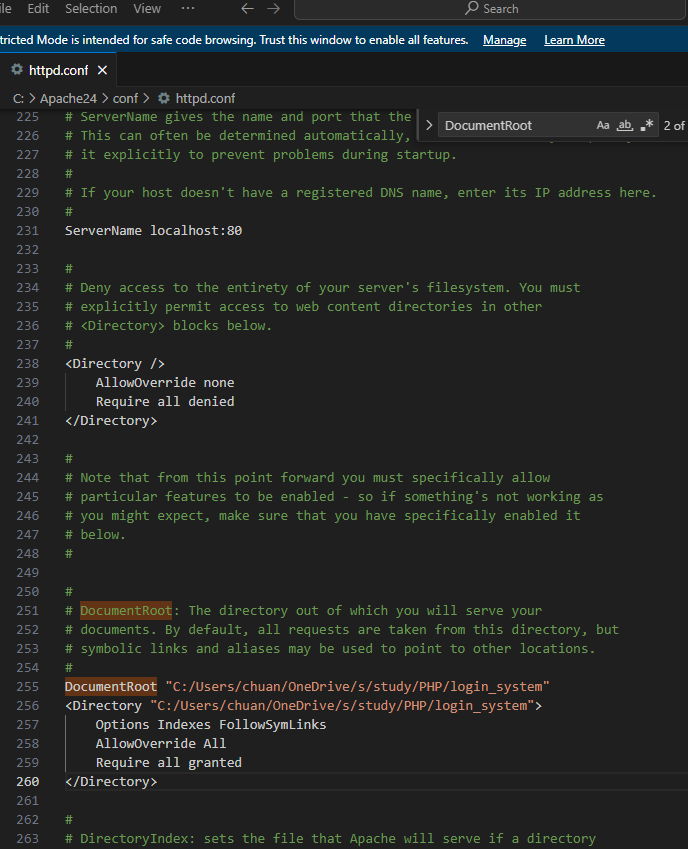 le Edit Selection View ··· ← → Search
tricted Mode is intended for safe code browsing. Trust this window to enable all features. Manage Learn More
httpd.conf ×
C: > Apache24 > conf > httpd.conf
DocumentRoot Aa ab .* 2 of
225 # ServerName gives the name and port that the
226 # This can often be determined automatically,
227 # it explicitly to prevent problems during startup.
228 #
229 # If your host doesn't have a registered DNS name, enter its IP address here.
230 #
231 ServerName localhost:80
232
233 #
234 # Deny access to the entirety of your server's filesystem. You must
235 # explicitly permit access to web content directories in other
236 # <Directory> blocks below.
237 #
238 <Directory />
239     AllowOverride none
240     Require all denied
241 </Directory>
242
243 #
244 # Note that from this point forward you must specifically allow
245 # particular features to be enabled - so if something's not working as
246 # you might expect, make sure that you have specifically enabled it
247 # below.
248 #
249
250 #
251 # DocumentRoot: The directory out of which you will serve your
252 # documents. By default, all requests are taken from this directory, but
253 # symbolic links and aliases may be used to point to other locations.
254 #
255 DocumentRoot "C:/Users/chuan/OneDrive/s/study/PHP/login_system"
256 <Directory "C:/Users/chuan/OneDrive/s/study/PHP/login_system">
257     Options Indexes FollowSymLinks
258     AllowOverride All
259     Require all granted
260 </Directory>
261
262 #
263 # DirectoryIndex: sets the file that Apache will serve if a directory